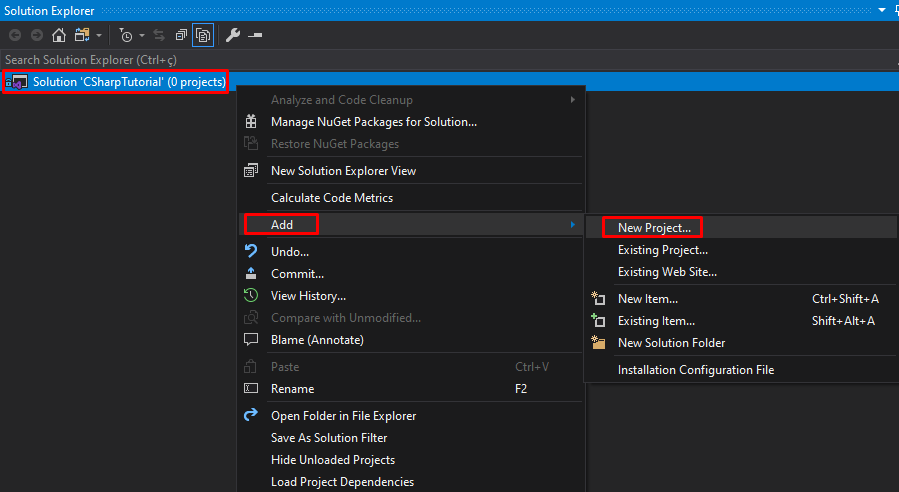 Solution Explorer
Search Solution Explorer (Ctrl+ç)
Solution 'CSharpTutorial' (0 projects)
Analyze and Code Cleanup
Manage NuGet Packages for Solution...
Restore NuGet Packages
New Solution Explorer View
Calculate Code Metrics
Add
Undo...
Commit...
View History...
Compare with Unmodified...
Blame (Annotate)
Paste Ctrl+V
Rename F2
Open Folder in File Explorer
Save As Solution Filter
Hide Unloaded Projects
Load Project Dependencies
New Project...
Existing Project...
Existing Web Site...
New Item... Ctrl+Shift+A
Existing Item... Shift+Alt+A
New Solution Folder
Installation Configuration File